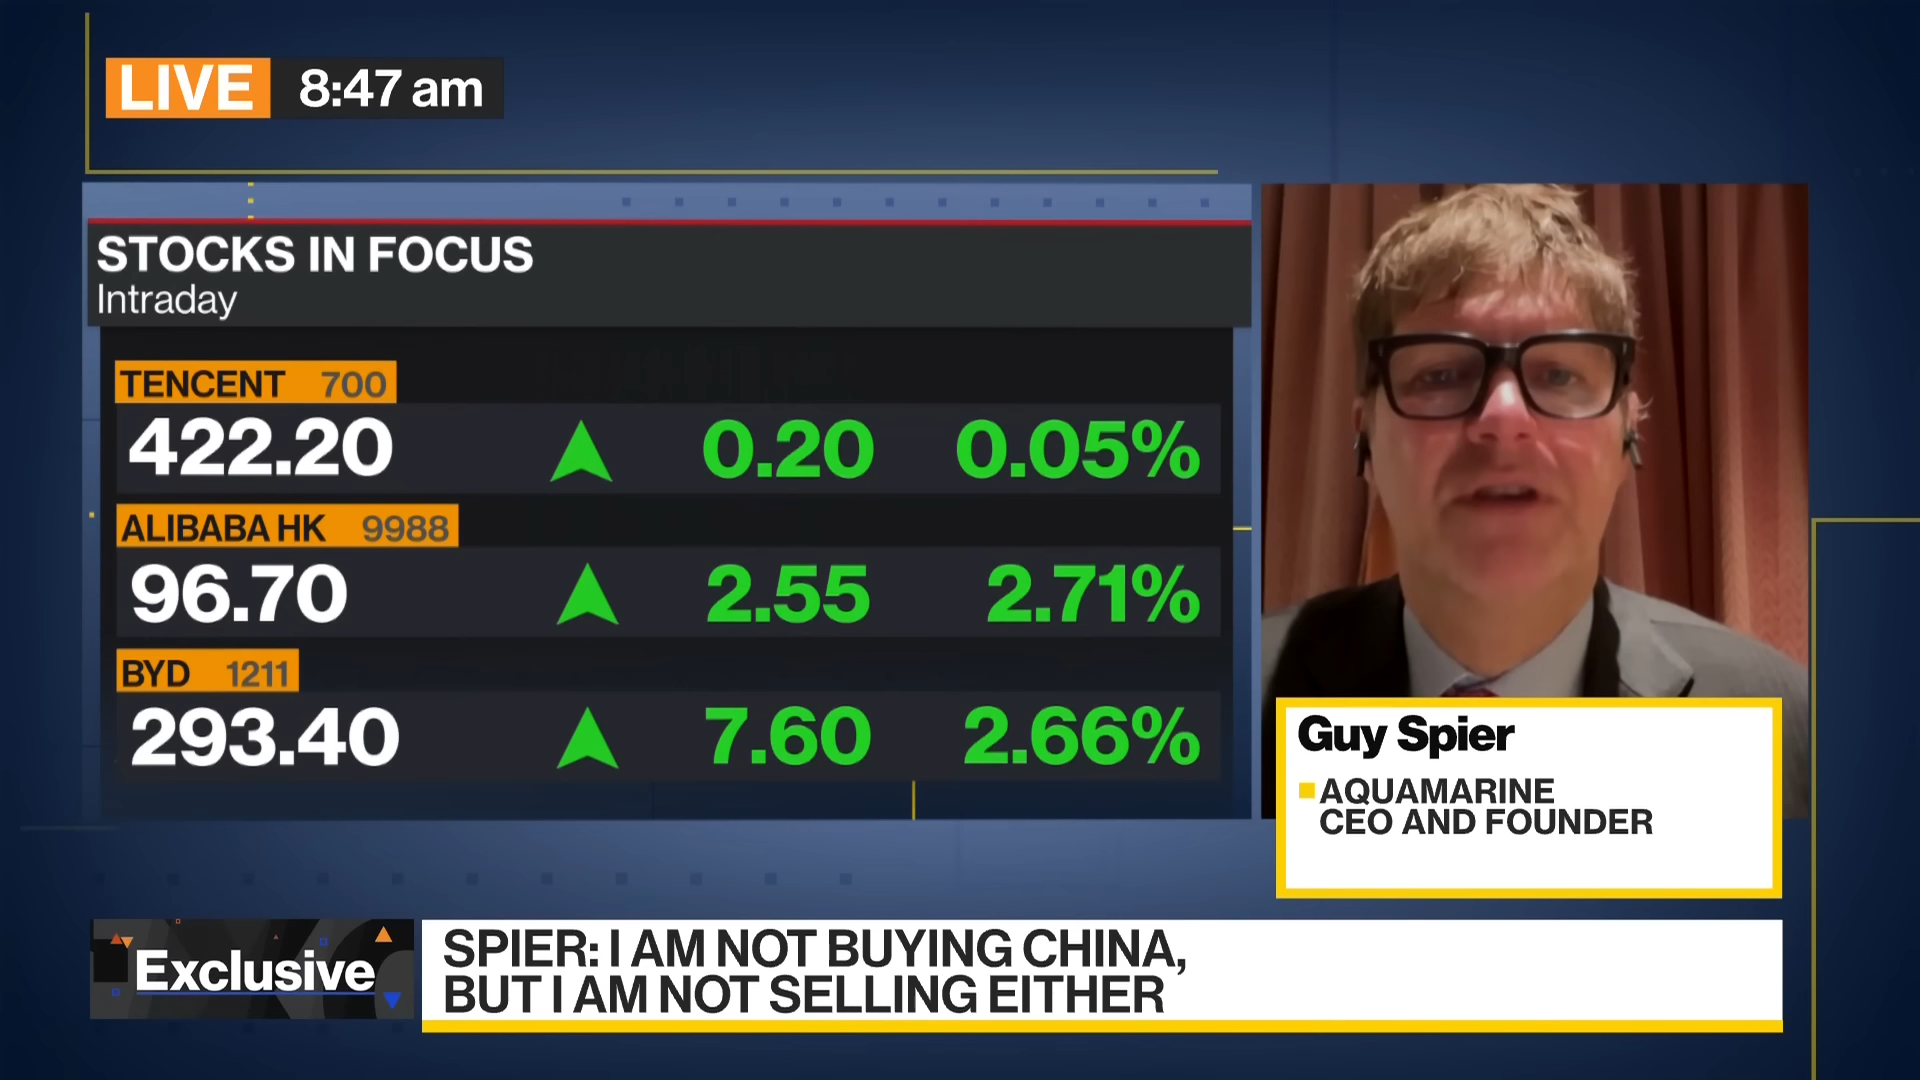 LIVE 8:47 am
STOCKS IN FOCUS
Intraday
TENCENT 700
422.20 0.20 0.05%
ALIBABA HK 9988
96.70 2.55 2.71%
BYD 1211
293.40 7.60 2.66%
Guy Spier
AQUAMARINE
CEO AND FOUNDER
Exclusive
SPIER: I AM NOT BUYING CHINA,
BUT I AM NOT SELLING EITHER